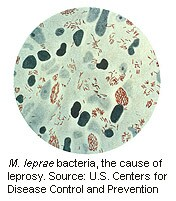 M. leprae bacteria, the cause of
leprosy. Source: U.S. Centers for
Disease Control and Prevention